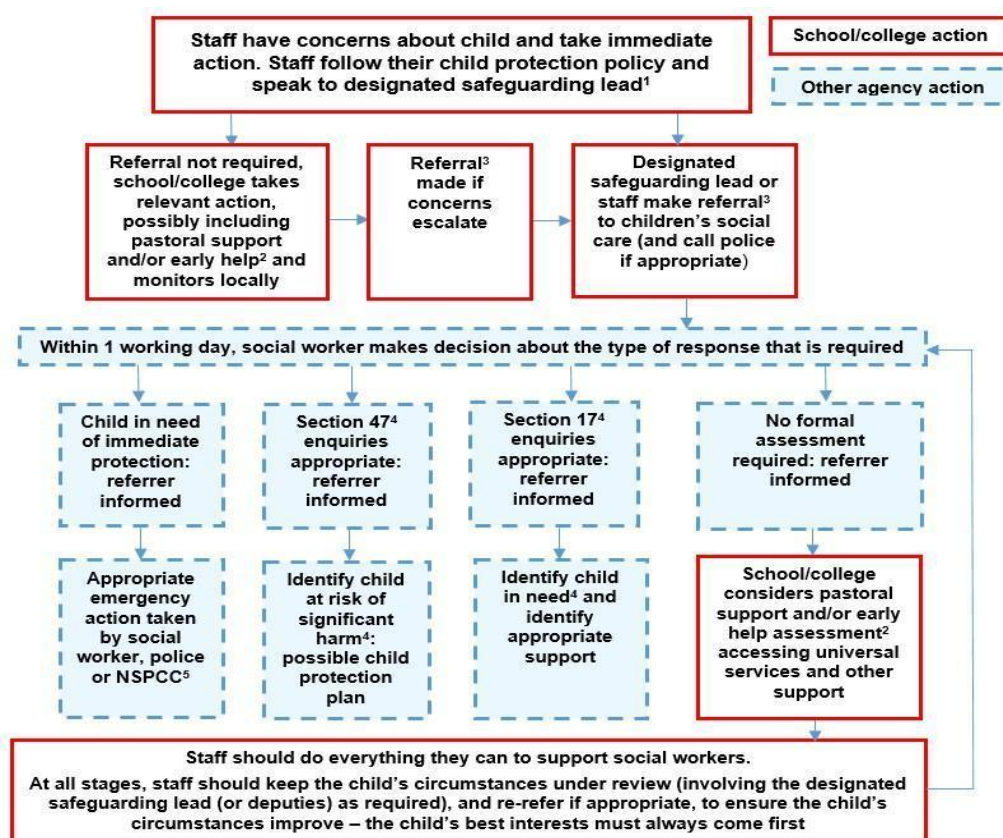 Staff have concerns about child and take immediate
action. Staff follow their child protection policy and
speak to designated safeguarding lead¹
School/college action
Other agency action
Referral not required,
school/college takes
relevant action,
possibly including
pastoral support
and/or early help² and
monitors locally
Referral³
made if
concerns
escalate
Designated
safeguarding lead or
staff make referral³
to children’s social
care (and call police
if appropriate)
Within 1 working day, social worker makes decision about the type of response that is required
Child in need
of immediate
protection:
referrer
informed
Section 47⁴
enquiries
appropriate:
referrer
informed
Section 17⁴
enquiries
appropriate:
referrer
informed
No formal
assessment
required: referrer
informed
Appropriate
emergency
action taken
by social
worker, police
or NSPCC⁵
Identify child
at risk of
significant
harm⁴:
possible child
protection
plan
Identify child
in need⁴ and
identify
appropriate
support
School/college
considers pastoral
support and/or early
help assessment²
accessing universal
services and other
support
Staff should do everything they can to support social workers.
At all stages, staff should keep the child’s circumstances under review (involving the designated
safeguarding lead (or deputies) as required), and re-refer if appropriate, to ensure the child’s
circumstances improve – the child’s best interests must always come first